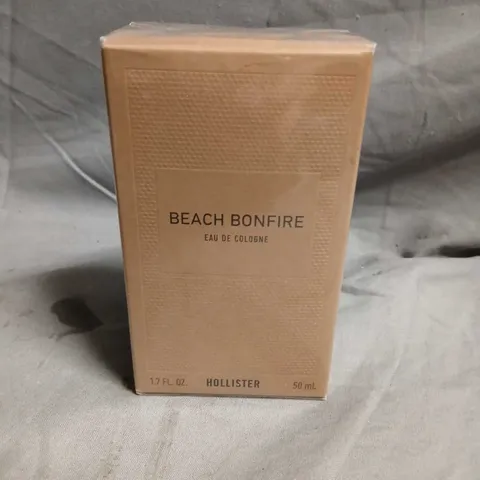 BEACH BONFIRE
EAU DE COLOGNE
1.7 FL. OZ. HOLLISTER 50 mL